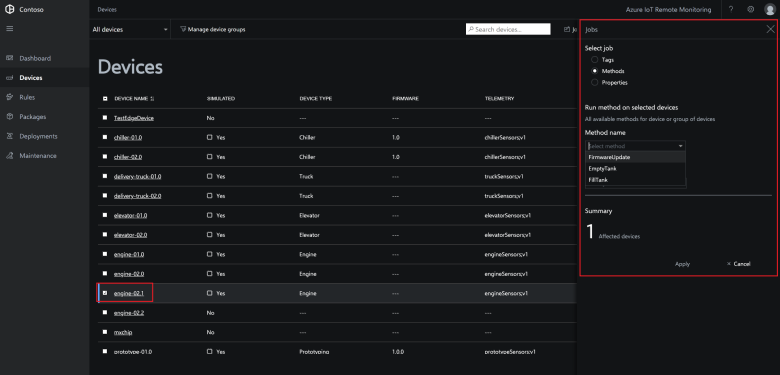 Contoso
Devices
Azure IoT Remote Monitoring
?
All devices
Manage device groups
Search devices...
Jobs
Dashboard
Devices
Rules
Packages
Deployments
Maintenance
Devices
DEVICE NAME SIMULATED DEVICE TYPE FIRMWARE TELEMETRY
TestEdgeDevice No --- --- ---
chiller-01.0 Yes Chiller 1.0 chillerSensors;v1
chiller-02.0 Yes Chiller 1.0 chillerSensors;v1
delivery-truck-01.0 Yes Truck --- truckSensors;v1
delivery-truck-02.0 Yes Truck --- truckSensors;v1
elevator-01.0 Yes Elevator --- elevatorSensors;v1
elevator-02.0 Yes Elevator --- elevatorSensors;v1
engine-01.0 Yes Engine --- engineSensors;v1
engine-02.0 Yes Engine --- engineSensors;v1
engine-02.1 Yes Engine --- engineSensors;v1
engine-02.2 No --- --- ---
mxchip No --- --- ---
prototype-01.0 Yes Prototyping 1.0.0 prototypeSensors;v1
Select job
Tags
Methods
Properties
Run method on selected devices
All available methods for device or group of devices
Method name
Select method
FirmwareUpdate
EmptyTank
FillTank
Summary
1 Affected devices
Apply
× Cancel